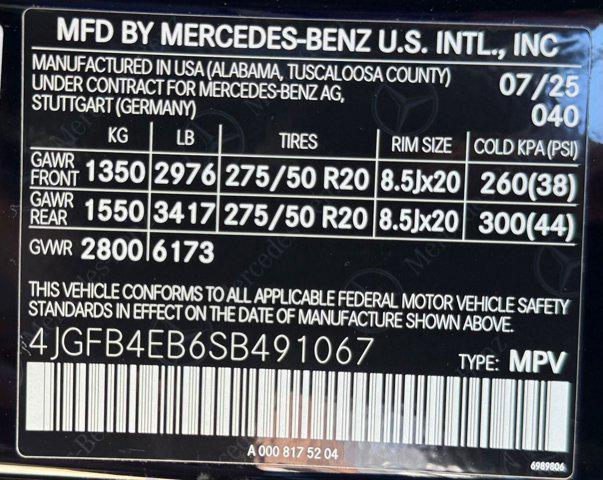 MFD BY MERCEDES-BENZ U.S. INTL., INC
MANUFACTURED IN USA (ALABAMA, TUSCALOOSA COUNTY) 07/25
UNDER CONTRACT FOR MERCEDES-BENZ AG,
STUTTGART (GERMANY) 040
KG LB TIRES RIM SIZE COLD KPA (PSI)
GAWR FRONT 1350 2976 275/50 R20 8.5Jx20 260(38)
GAWR REAR 1550 3417 275/50 R20 8.5Jx20 300(44)
GVWR 2800 6173
THIS VEHICLE CONFORMS TO ALL APPLICABLE FEDERAL MOTOR VEHICLE SAFETY
STANDARDS IN EFFECT ON THE DATE OF MANUFACTURE SHOWN ABOVE.
4JGFB4EB6SB491067 TYPE: MPV
A 000 817 52 04
6989806